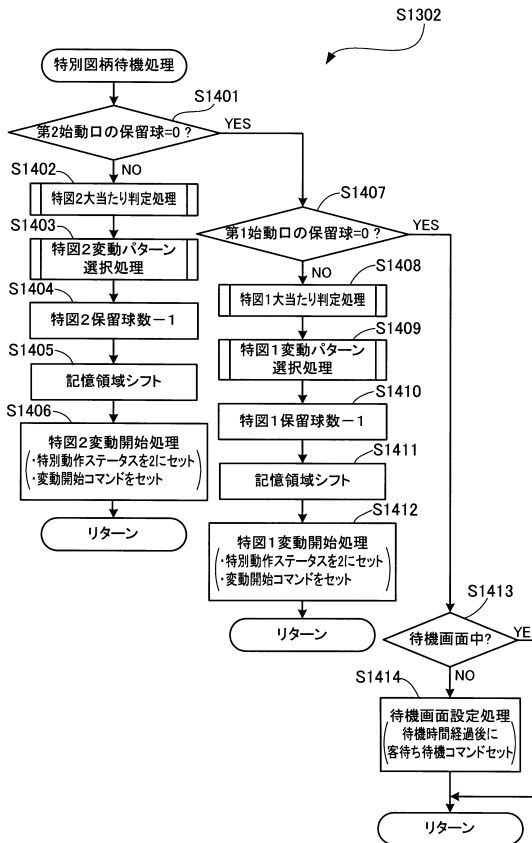 S1302
特別図柄待機処理
S1401
第2始動口の保留球=0？
YES
NO
S1402
特図2大当たり判定処理
S1403
特図2変動パターン
選択処理
S1404
特図2保留球数－1
S1405
記憶領域シフト
S1406
特図2変動開始処理
・特別動作ステータスを2にセット
・変動開始コマンドをセット
リターン
S1407
第1始動口の保留球=0？
YES
NO
S1408
特図1大当たり判定処理
S1409
特図1変動パターン
選択処理
S1410
特図1保留球数－1
S1411
記憶領域シフト
S1412
特図1変動開始処理
・特別動作ステータスを2にセット
・変動開始コマンドをセット
リターン
S1413
待機画面中?
NO
S1414
待機画面設定処理
待機時間経過後に
客待ち待機コマンドセット
リターン